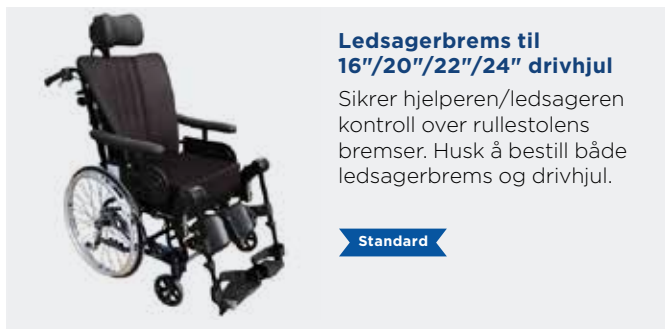 Ledsagerbrems til
16"/20"/22"/24" drivhjul
Sikrer hjelperen/ledsageren
kontroll over rullestolens
bremser. Husk å bestill både
ledsagerbrems og drivhjul.
Standard